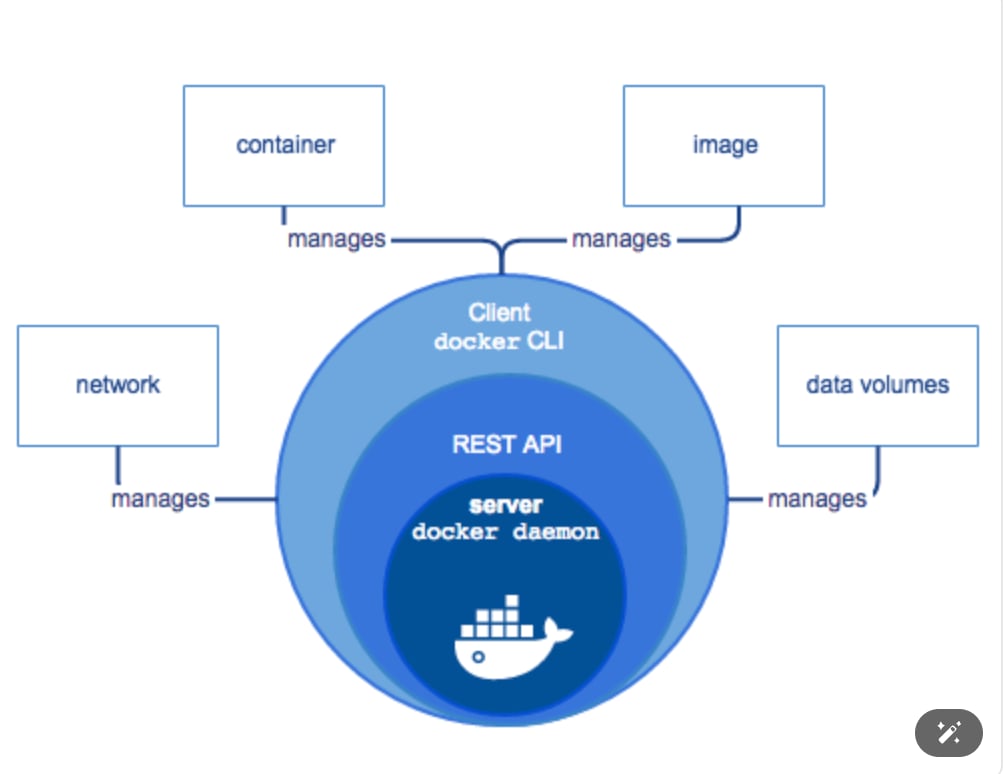 container
image
manages
manages
Client
docker CLI
network
data volumes
REST API
manages
manages
server
docker daemon